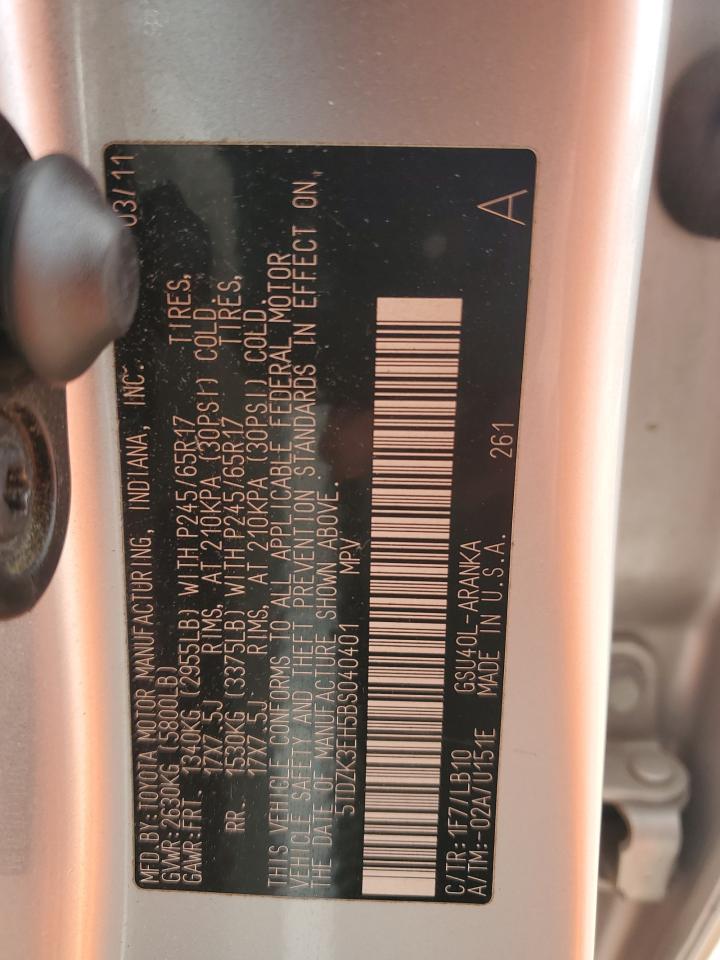 MFD.BY:TOYOTA MOTOR MANUFACTURING, INDIANA, INC. 03/11
GVWR:2630KG (5800LB)
GAWR:FRT. 1340KG (2955LB) WITH P245/65R17 TIRES,
17X7.5J RIMS, AT 210KPA (30PSI) COLD.
RR. 1530KG (3375LB) WITH P245/65R17 TIRES,
17X7.5J RIMS, AT 210KPA (30PSI) COLD.
THIS VEHICLE CONFORMS TO ALL APPLICABLE FEDERAL MOTOR
VEHICLE SAFETY AND THEFT PREVENTION STANDARDS IN EFFECT ON
THE DATE OF MANUFACTURE SHOWN ABOVE.
5TDZK3EH5BS040401 MPV
C/TR:1F7/LB10 GSU40L-ARANKA 261 A
A/TM:-02A/U151E MADE IN U.S.A.